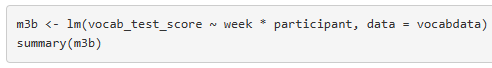 m3b <- lm(vocab_test_score ~ week * participant, data = vocabdata)
summary(m3b)